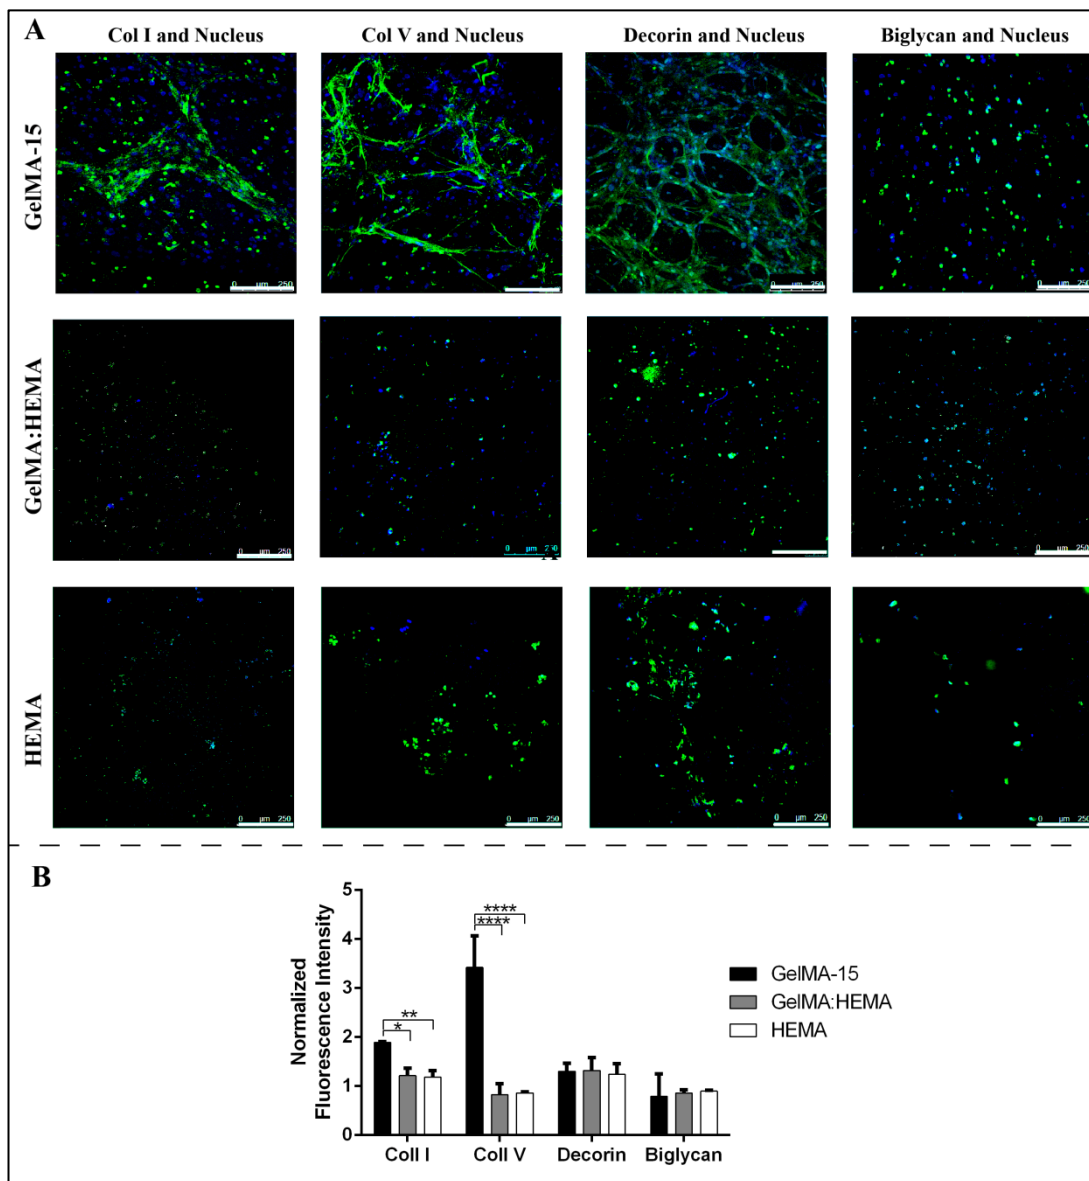 A
Col I and Nucleus
Col V and Nucleus
Decorin and Nucleus
Biglycan and Nucleus
GelMA-15
0 µm 250
0 µm 250
0 µm 250
GelMA:HEMA
0 µm 250
0 µm 250
0 µm 250
HEMA
0 µm 250
0 µm 250
0 µm 250
0 µm 250
B
Normalized
Fluorescence Intensity
5
4
3
2
1
0
**
*
****
****
Coll I
Coll V
Decorin
Biglycan
GelMA-15
GelMA:HEMA
HEMA